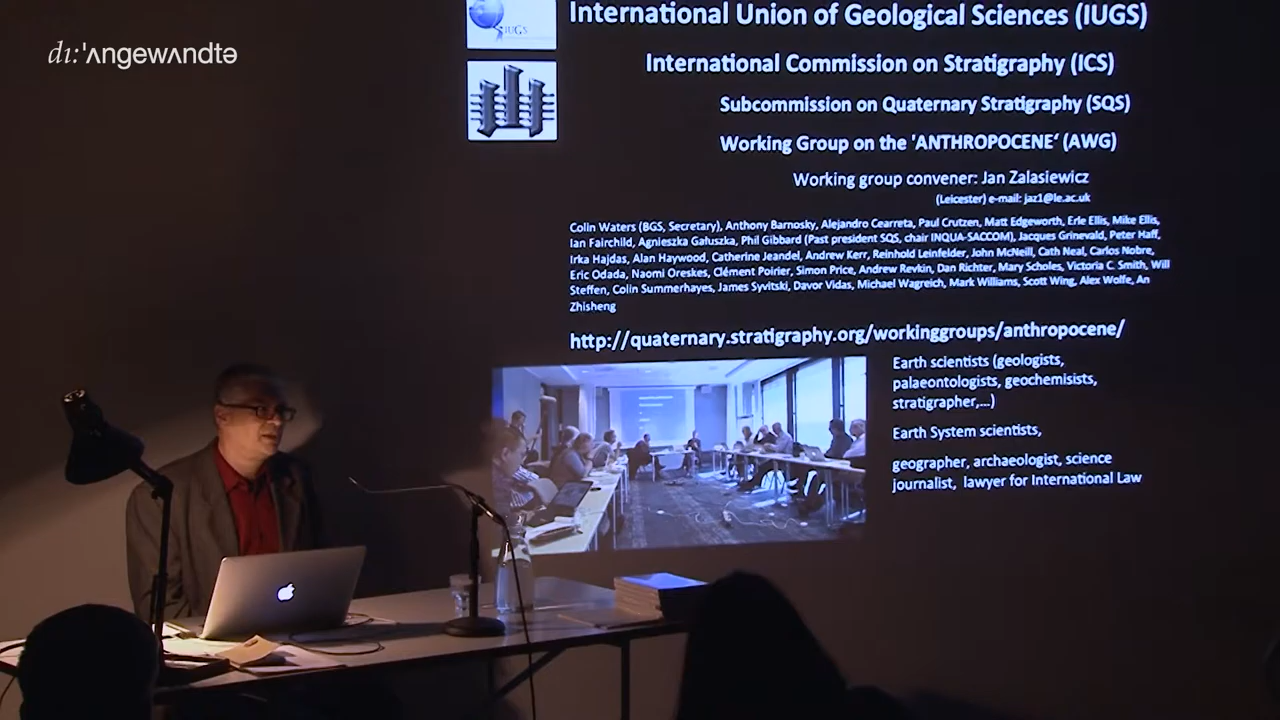 dı:ˈʌngewʌndtə
International Union of Geological Sciences (IUGS)
IUGS
International Commission on Stratigraphy (ICS)
Subcommission on Quaternary Stratigraphy (SQS)
Working Group on the 'ANTHROPOCENE‘ (AWG)
Working group convener: Jan Zalasiewicz
(Leicester) e-mail: jaz1@le.ac.uk
Colin Waters (BGS, Secretary), Anthony Barnosky, Alejandro Cearreta, Paul Crutzen, Matt Edgeworth, Erle Ellis, Mike Ellis,
Ian Fairchild, Agnieszka Gałuszka, Phil Gibbard (Past president SQS, chair INQUA-SACCOM), Jacques Grinevald, Peter Haff,
Irka Hajdas, Alan Haywood, Catherine Jeandel, Andrew Kerr, Reinhold Leinfelder, John McNeill, Cath Neal, Carlos Nobre,
Eric Odada, Naomi Oreskes, Clément Poirier, Simon Price, Andrew Revkin, Dan Richter, Mary Scholes, Victoria C. Smith, Will
Steffen, Colin Summerhayes, James Syvitski, Davor Vidas, Michael Wagreich, Mark Williams, Scott Wing, Alex Wolfe, An
Zhisheng
http://quaternary.stratigraphy.org/workinggroups/anthropocene/
Earth scientists (geologists,
palaeontologists, geochemisists,
stratigrapher,...)
Earth System scientists,
geographer, archaeologist, science
journalist, lawyer for International Law